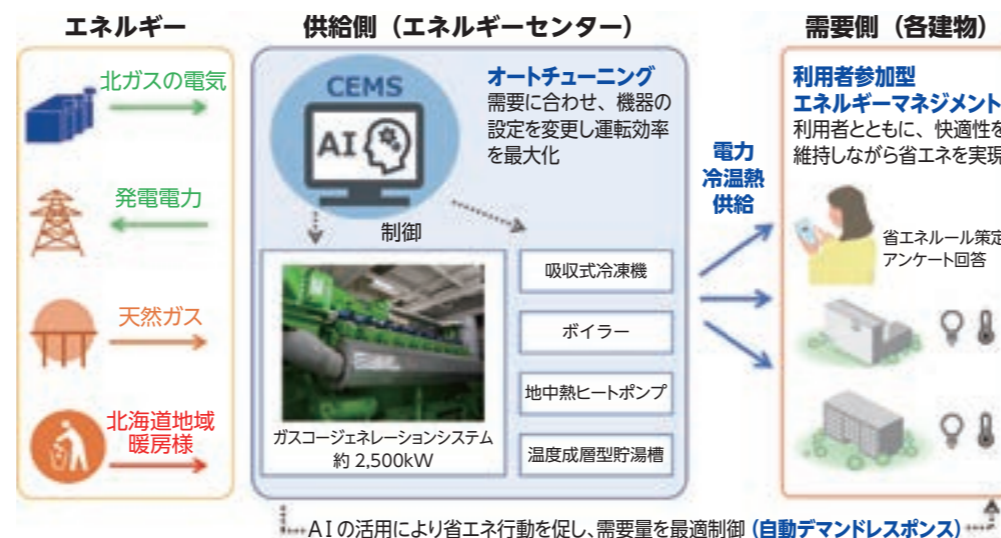 エネルギー
北ガスの電気
発電電力
天然ガス
北海道地域
暖房様
供給側（エネルギーセンター）
CEMS
AI
オートチューニング
需要に合わせ、機器の
設定を変更し運転効率
を最大化
制御
ガスコージェネレーションシステム
約 2,500kW
吸収式冷凍機
ボイラー
地中熱ヒートポンプ
温度成層型貯湯槽
電力
冷温熱
供給
需要側（各建物）
利用者参加型
エネルギーマネジメント
利用者とともに、快適性を
維持しながら省エネを実現
省エネルール策定
アンケート回答
AIの活用により省エネ行動を促し、需要量を最適制御（自動デマンドレスポンス）